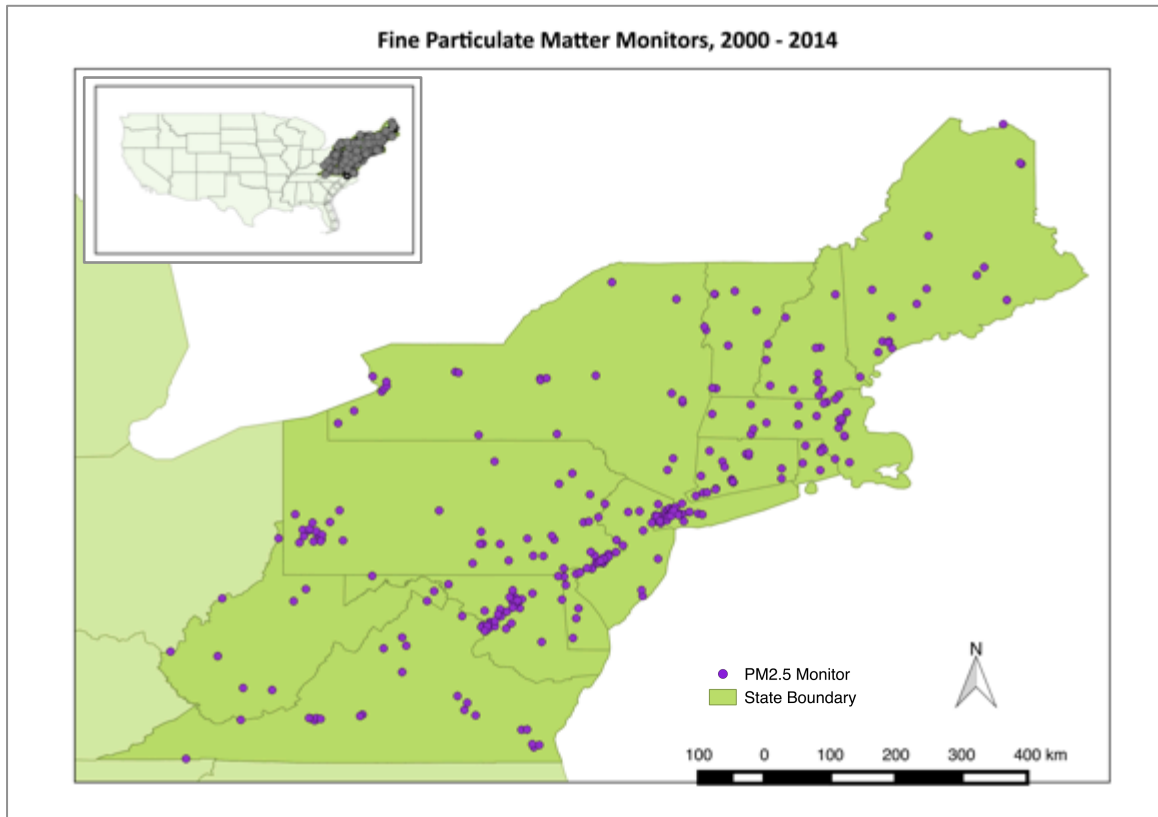 Fine Particulate Matter Monitors, 2000 - 2014
N
PM2.5 Monitor
State Boundary
100 0 100 200 300 400 km